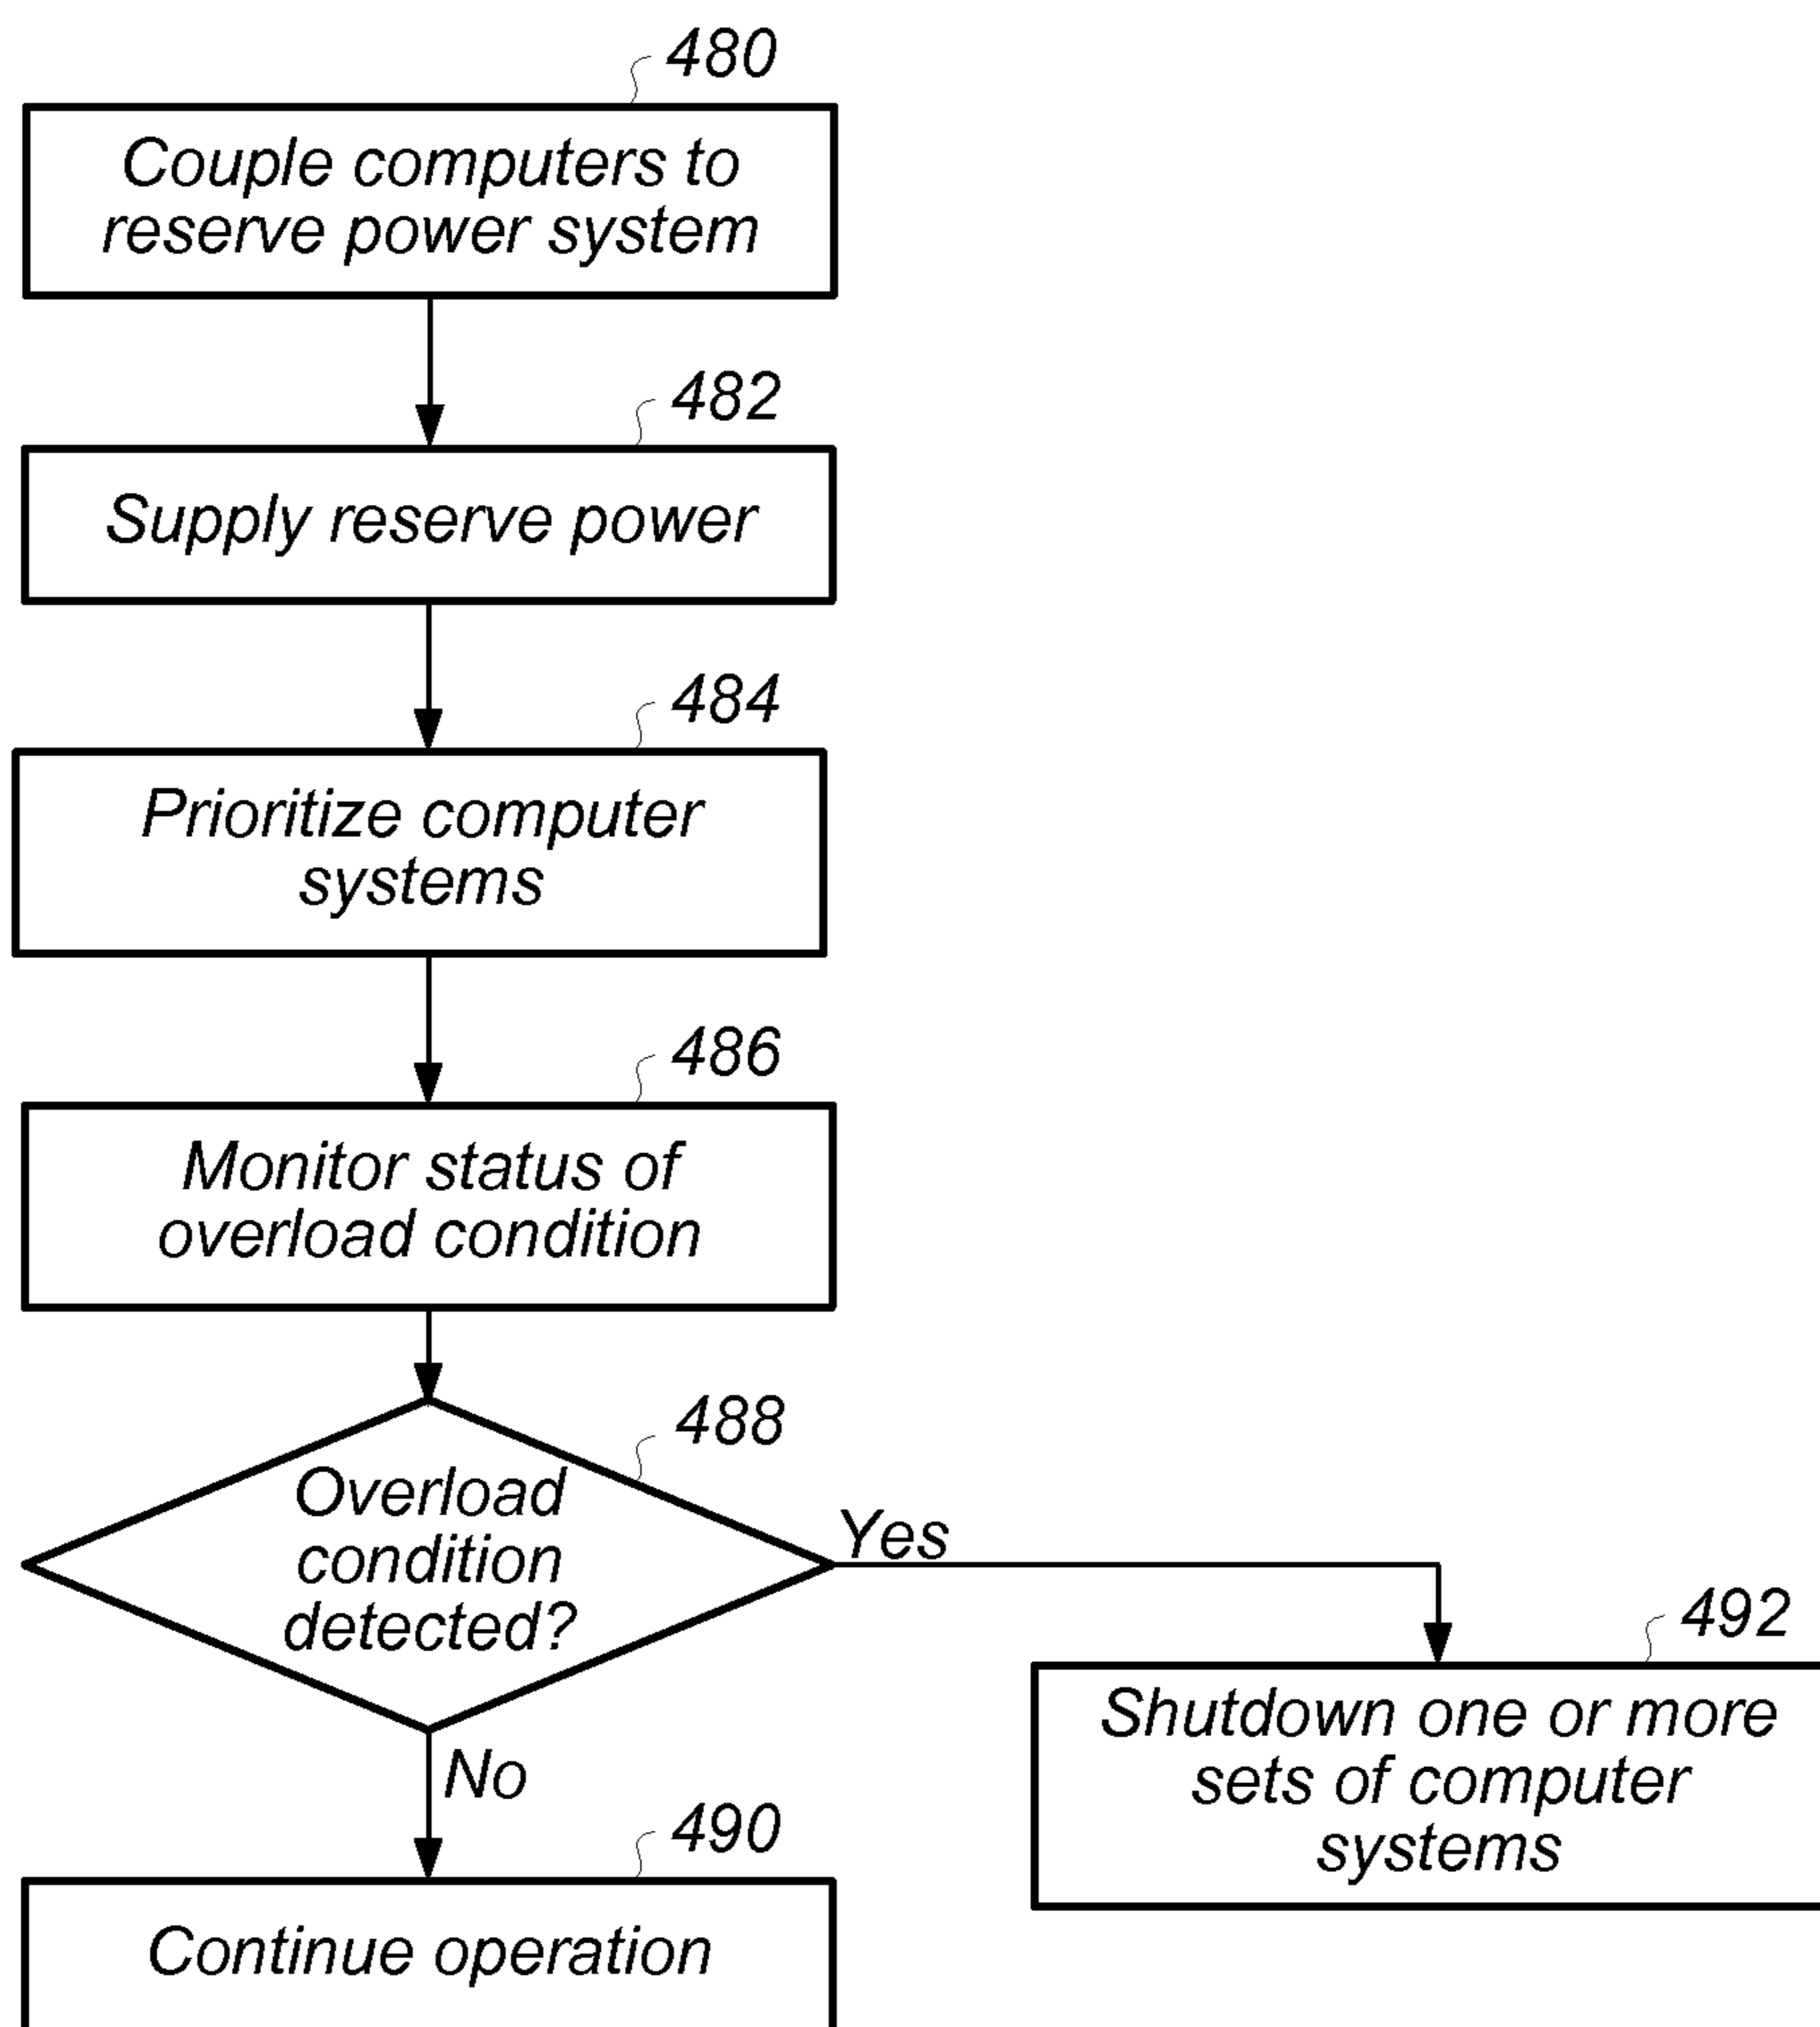 480
Couple computers to
reserve power system
482
Supply reserve power
484
Prioritize computer
systems
486
Monitor status of
overload condition
488
Overload
condition
detected?
Yes
492
Shutdown one or more
sets of computer
systems
No
490
Continue operation